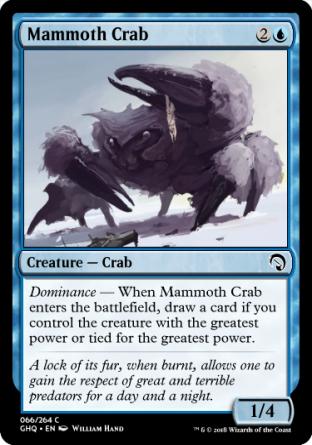 Mammoth Crab 2
Creature — Crab
Dominance — When Mammoth Crab
enters the battlefield, draw a card if you
control the creature with the greatest
power or tied for the greatest power.
A lock of its fur, when burnt, allows one to
gain the respect of great and terrible
predators for a day and a night.
1/4
066/264 C
GHQ • EN William Hand
™ & © 2018 Wizards of the Coast